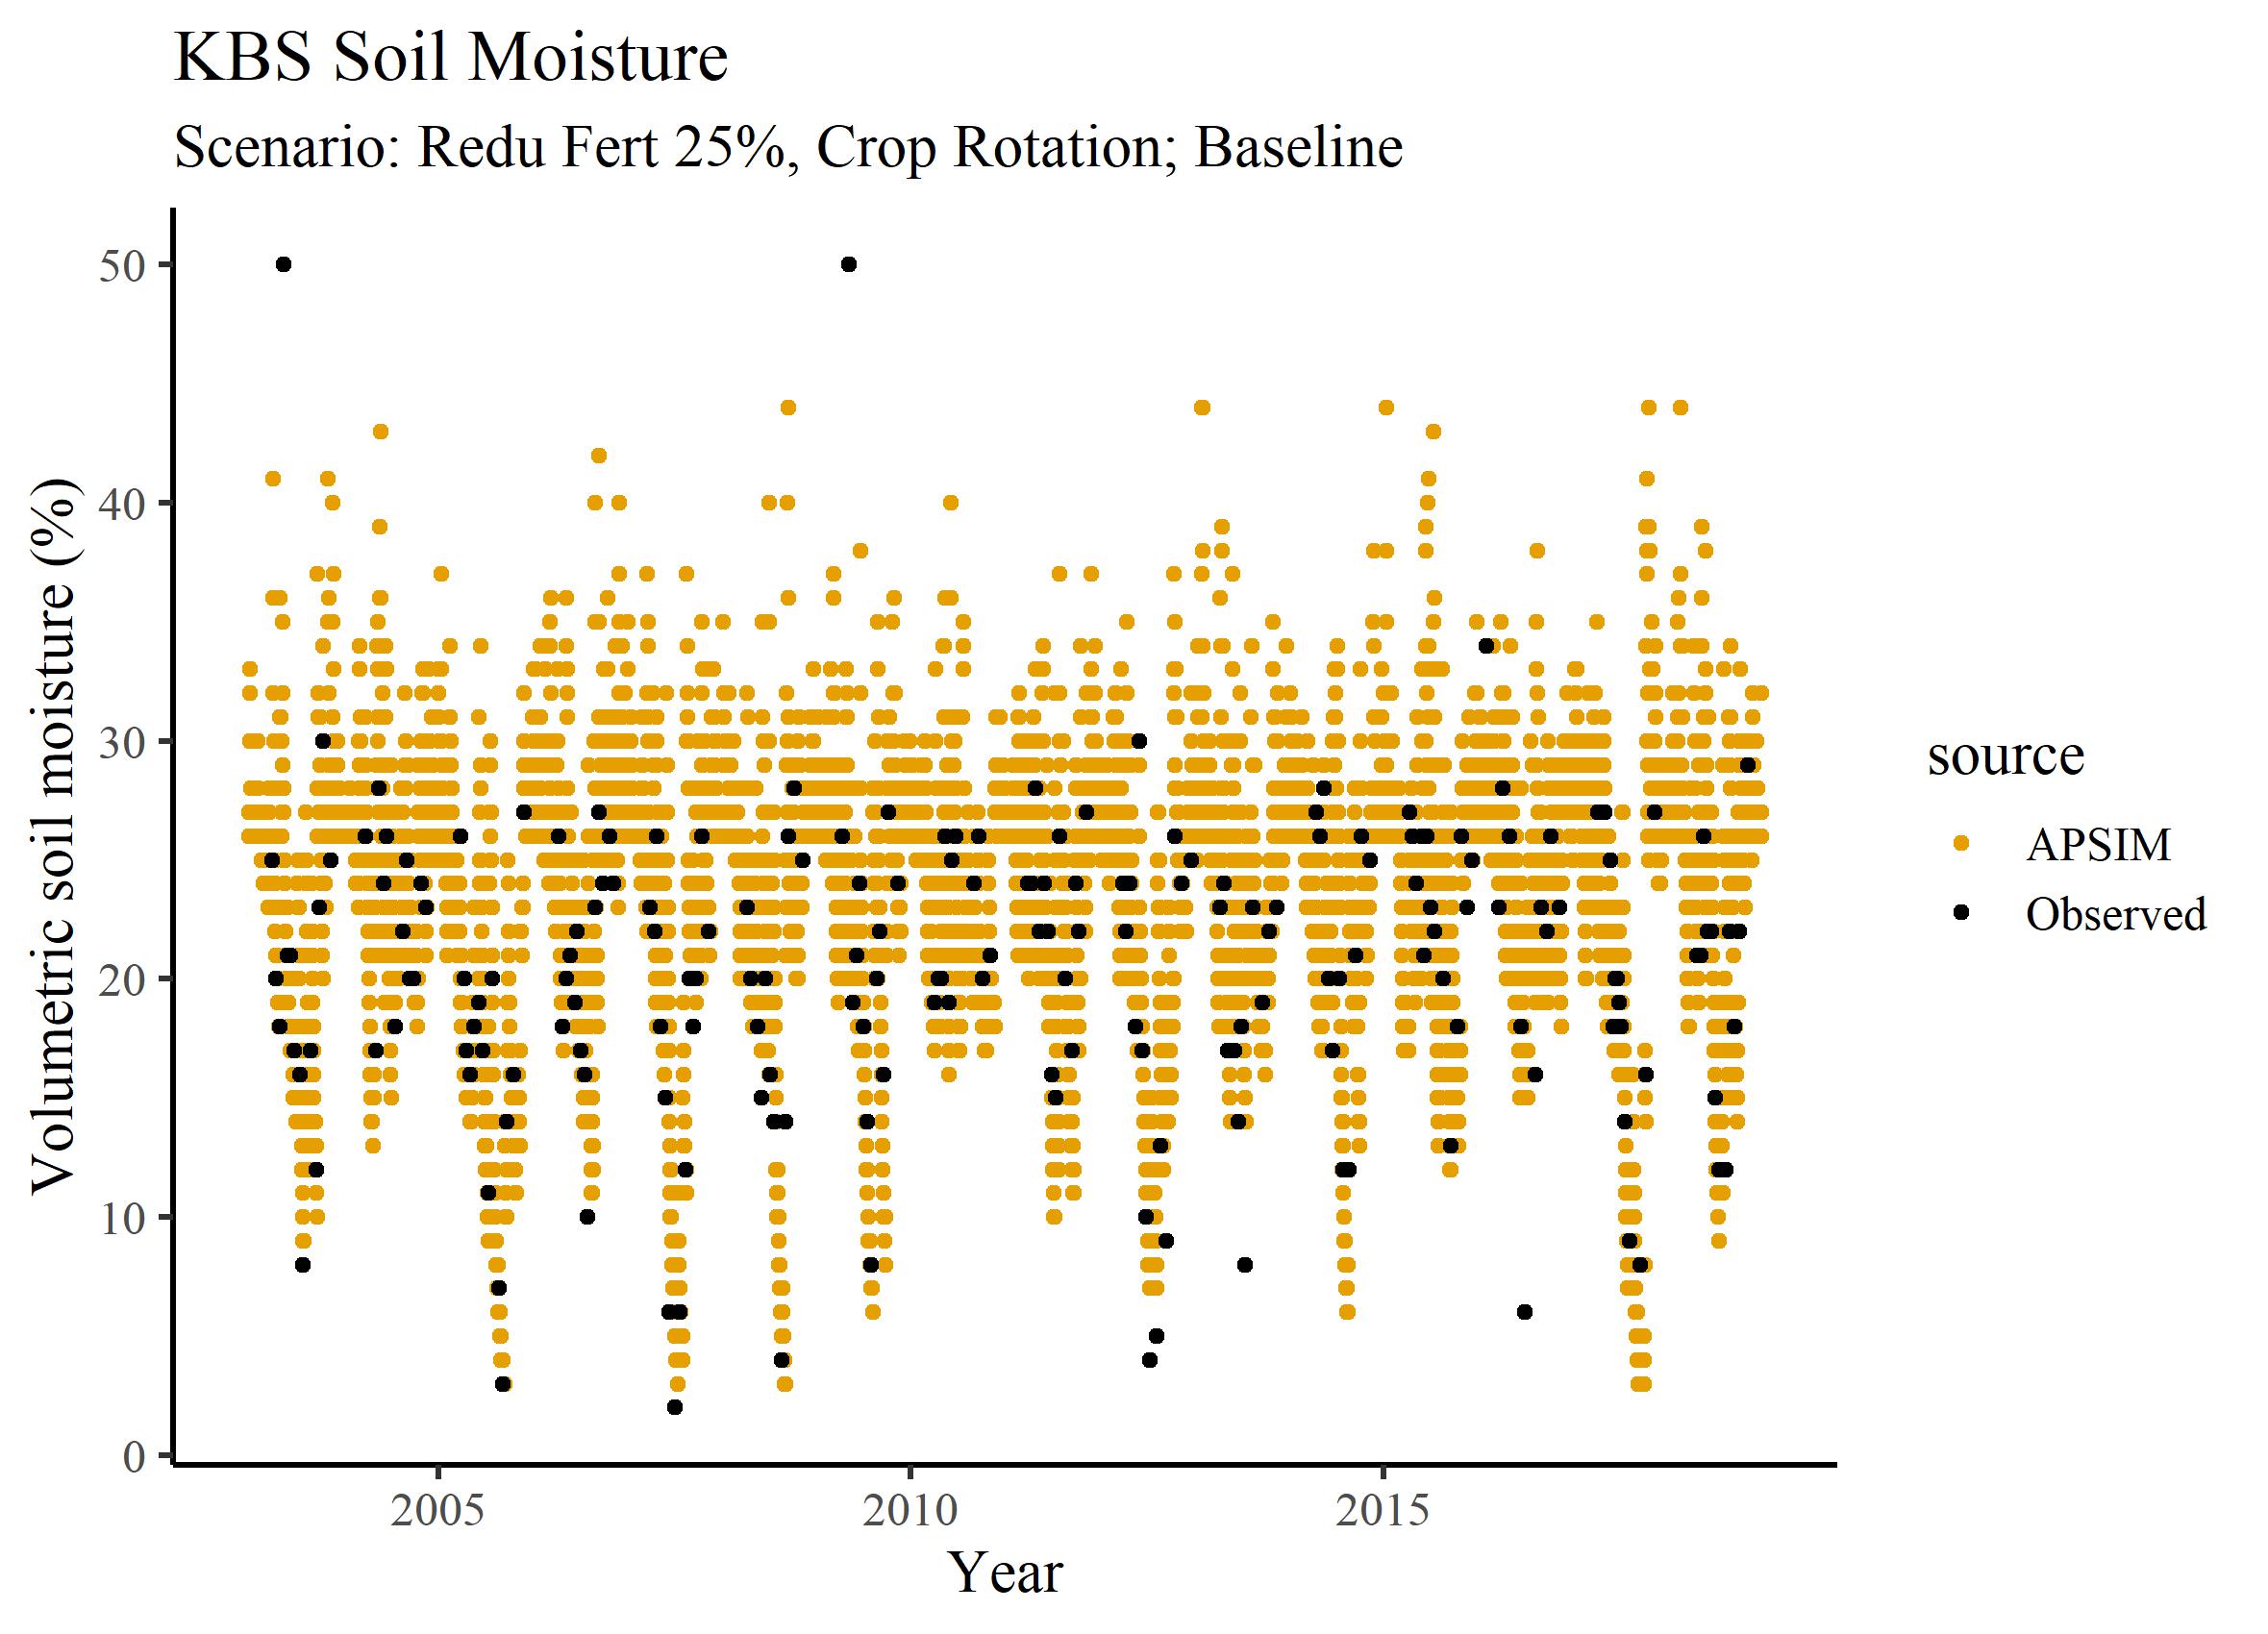 KBS Soil Moisture
Scenario: Redu Fert 25%, Crop Rotation; Baseline
Volumetric soil moisture (%)
50
40
30
20
10
0
2005
2010
2015
Year
source
APSIM
Observed